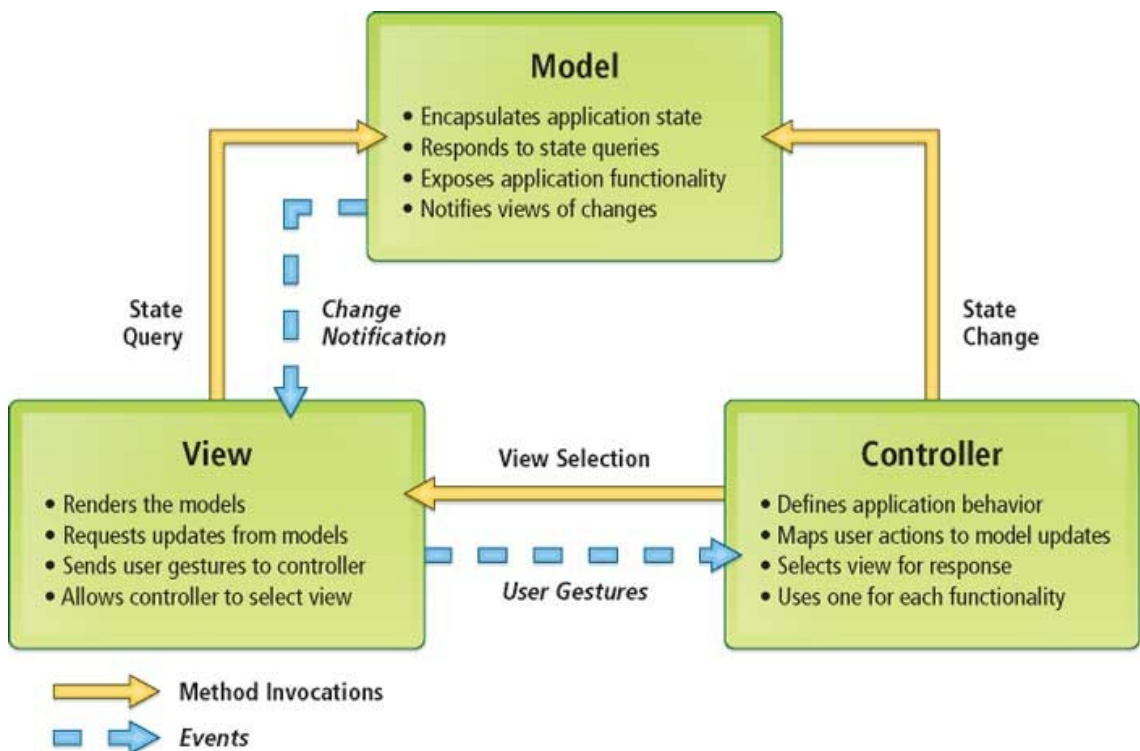 Model
• Encapsulates application state
• Responds to state queries
• Exposes application functionality
• Notifies views of changes
State
Query
Change
Notification
State
Change
View
• Renders the models
• Requests updates from models
• Sends user gestures to controller
• Allows controller to select view
View Selection
User Gestures
Controller
• Defines application behavior
• Maps user actions to model updates
• Selects view for response
• Uses one for each functionality
Method Invocations
Events